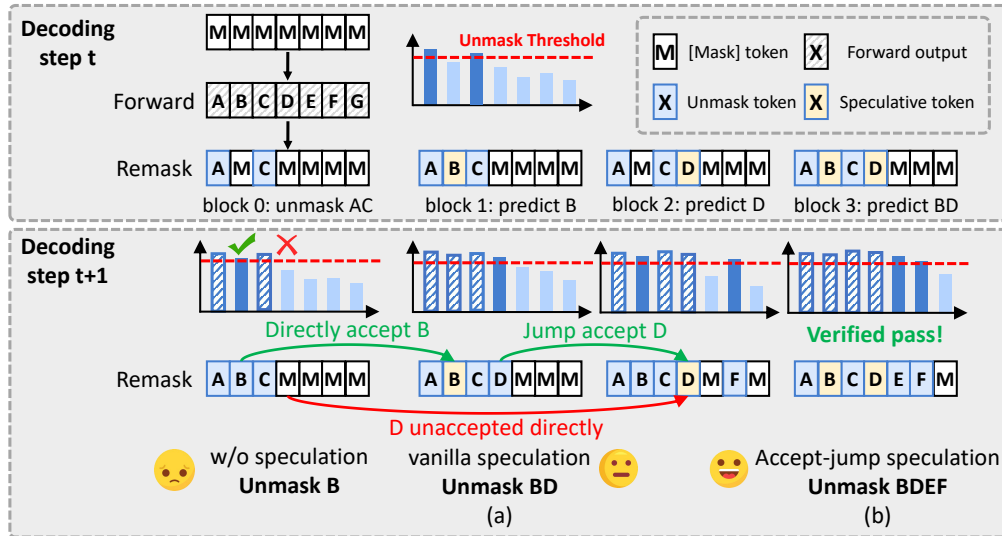 Decoding
step t
M M M M M M M
Unmask Threshold
M [Mask] token
X Forward output
X Unmask token
X Speculative token
Forward
A B C D E F G
Remask
A M C M M M M
A B C M M M M
A M C D M M M
A B C D M M M
block 0: unmask AC
block 1: predict B
block 2: predict D
block 3: predict BD
Decoding
step t+1
Directly accept B
Jump accept D
Verified pass!
Remask
A B C M M M M
A B C D M M M
A B C D M F M
A B C D E F M
D unaccepted directly
w/o speculation
Unmask B
vanilla speculation
Unmask BD
Accept-jump speculation
Unmask BDEF
(a)
(b)